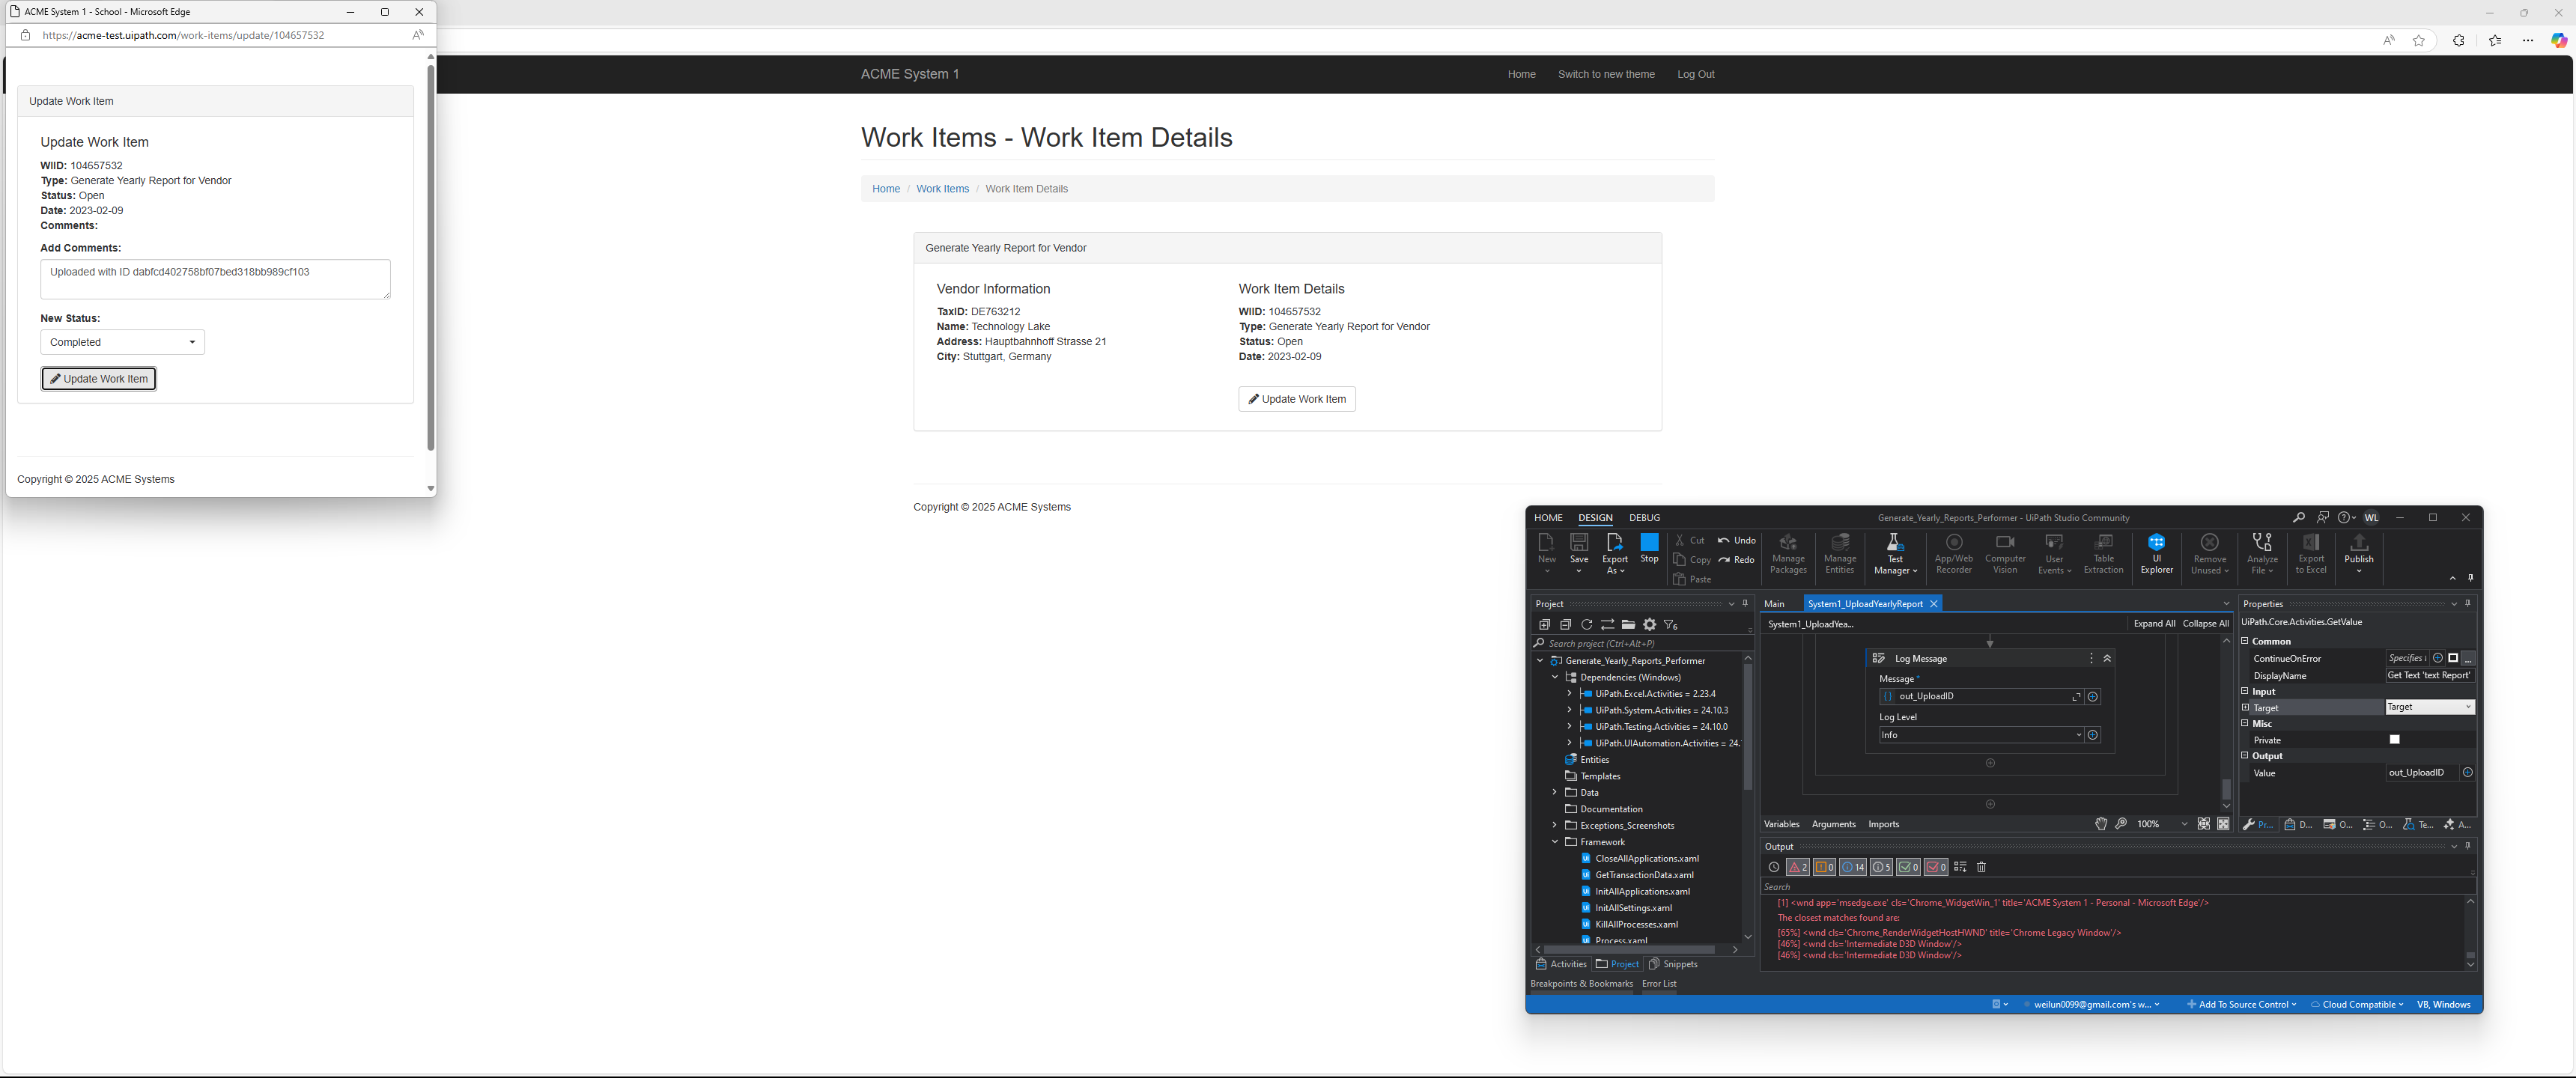 ACME System 1 - School - Microsoft Edge
https://acme-test.uipath.com/work-items/update/104657532
Update Work Item
Update Work Item
WIID: 104657532
Type: Generate Yearly Report for Vendor
Status: Open
Date: 2023-02-09
Comments:
Add Comments:
Uploaded with ID dabfcd402758bf07bed318bb989cf103
New Status:
Completed
Update Work Item
Copyright © 2025 ACME Systems
ACME System 1
Home Switch to new theme Log Out
Work Items - Work Item Details
Home / Work Items / Work Item Details
Generate Yearly Report for Vendor
Vendor Information
TaxID: DE763212
Name: Technology Lake
Address: Hauptbahnhoff Strasse 21
City: Stuttgart, Germany
Work Item Details
WIID: 104657532
Type: Generate Yearly Report for Vendor
Status: Open
Date: 2023-02-09
Update Work Item
Copyright © 2025 ACME Systems
HOME DESIGN DEBUG
Generate_Yearly_Reports_Performer - UiPath Studio Community
WL
New
Save
Export As
Stop
Cut
Copy
Paste
Undo
Redo
Manage Packages
Manage Entities
Test Manager
App/Web Recorder
Computer Vision
User Events
Table Extraction
UI Explorer
Remove Unused
Analyze File
Export to Excel
Publish
Project
Search project (Ctrl+Alt+P)
Generate_Yearly_Reports_Performer
Dependencies (Windows)
UiPath.Excel.Activities = 2.23.4
UiPath.System.Activities = 24.10.3
UiPath.Testing.Activities = 24.10.0
UiPath.UIAutomation.Activities = 24.
Entities
Templates
Data
Documentation
Exceptions_Screenshots
Framework
CloseAllApplications.xaml
GetTransactionData.xaml
InitAllApplications.xaml
InitAllSettings.xaml
KillAllProcesses.xaml
Process.xaml
Activities Project Snippets
Breakpoints & Bookmarks Error List
Main System1_UploadYearlyReport
System1_UploadYea...
Expand All Collapse All
Log Message
Message *
out_UploadID
Log Level
Info
Variables Arguments Imports
100%
Properties
UiPath.Core.Activities.GetValue
Common
ContinueOnError Specifies
DisplayName Get Text 'text Report'
Input
Target Target
Misc
Private
Output
Value out_UploadID
Pr... D... O... O... Te... A...
Output
2 0 14 5 0 0
Search
[1] <wnd app='msedge.exe' cls='Chrome_WidgetWin_1' title='ACME System 1 - Personal - Microsoft Edge'/>
The closest matches found are:
[65%] <wnd cls='Chrome_RenderWidgetHostHWND' title='Chrome Legacy Window'/>
[46%] <wnd cls='Intermediate D3D Window'/>
[46%] <wnd cls='Intermediate D3D Window'/>
weilun0099@gmail.com's w... Add To Source Control Cloud Compatible VB, Windows